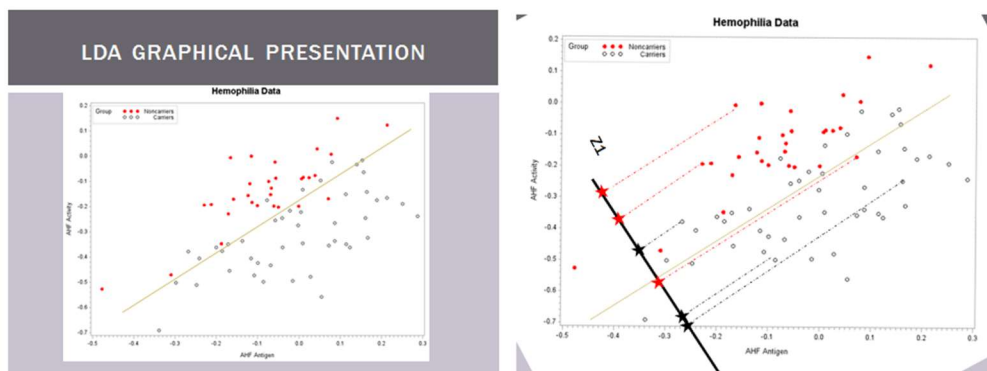 LDA GRAPHICAL PRESENTATION
Hemophilia Data
Group Noncarriers
Carriers
0.2
0.1
-0.0
-0.1
-0.2
-0.3
-0.4
-0.5
-0.6
-0.7
AHF Activity
-0.5 -0.4 -0.3 -0.2 -0.1 0.0 0.1 0.2 0.3
AHF Antigen
Hemophilia Data
Group Noncarriers
Carriers
0.2
0.1
-0.0
-0.1
-0.2
-0.3
-0.4
-0.5
-0.6
-0.7
AHF Activity
Z1
-0.5 -0.4 -0.3 -0.2 -0.1 0.0 0.1 0.2 0.3
AHF Antigen